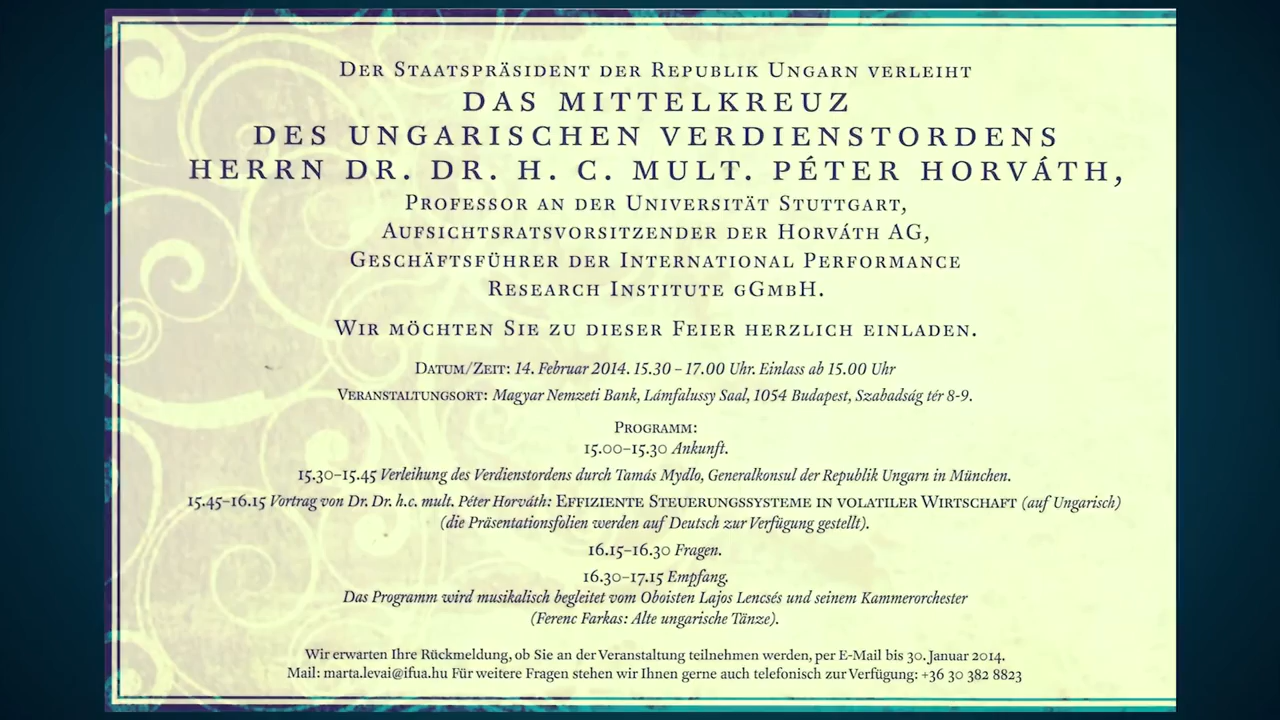 Der Staatspräsident der Republik Ungarn verleiht
DAS MITTELKREUZ
DES UNGARISCHEN VERDIENSTORDENS
HERRN DR. DR. H. C. MULT. PÉTER HORVÁTH,
Professor an der Universität Stuttgart,
Aufsichtsratsvorsitzender der Horváth AG,
Geschäftsführer der International Performance
Research Institute gGmbH.
Wir möchten Sie zu dieser Feier herzlich einladen.
Datum/Zeit: 14. Februar 2014. 15.30 – 17.00 Uhr. Einlass ab 15.00 Uhr
Veranstaltungsort: Magyar Nemzeti Bank, Lámfalussy Saal, 1054 Budapest, Szabadság tér 8-9.
Programm:
15.00–15.30 Ankunft.
15.30–15.45 Verleihung des Verdienstordens durch Tamás Mydlo, Generalkonsul der Republik Ungarn in München.
15.45–16.15 Vortrag von Dr. Dr. h.c. mult. Péter Horváth: Effiziente Steuerungssysteme in volatiler Wirtschaft (auf Ungarisch)
(die Präsentationsfolien werden auf Deutsch zur Verfügung gestellt).
16.15–16.30 Fragen.
16.30–17.15 Empfang.
Das Programm wird musikalisch begleitet vom Oboisten Lajos Lencsés und seinem Kammerorchester
(Ferenc Farkas: Alte ungarische Tänze).
Wir erwarten Ihre Rückmeldung, ob Sie an der Veranstaltung teilnehmen werden, per E-Mail bis 30. Januar 2014.
Mail: marta.levai@ifua.hu Für weitere Fragen stehen wir Ihnen gerne auch telefonisch zur Verfügung: +36 30 382 8823